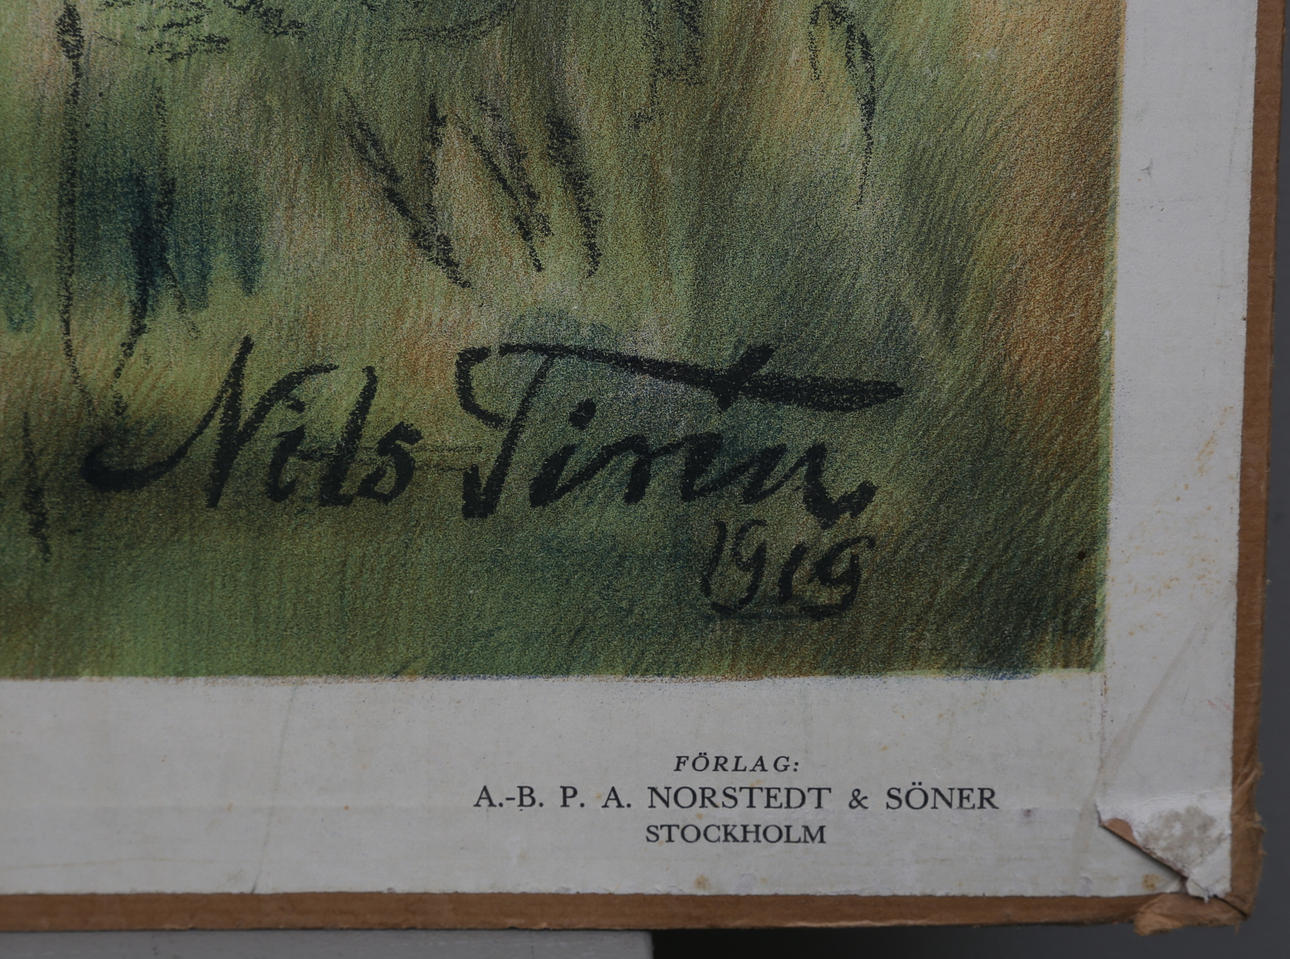 Nils Tirén
1919
FÖRLAG:
A.-B. P. A. NORSTEDT & SÖNER
STOCKHOLM